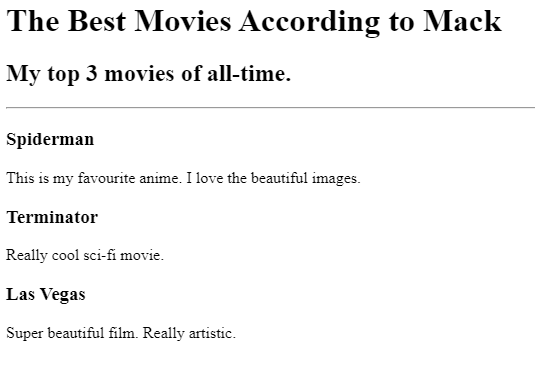 The Best Movies According to Mack
My top 3 movies of all-time.
Spiderman
This is my favourite anime. I love the beautiful images.
Terminator
Really cool sci-fi movie.
Las Vegas
Super beautiful film. Really artistic.